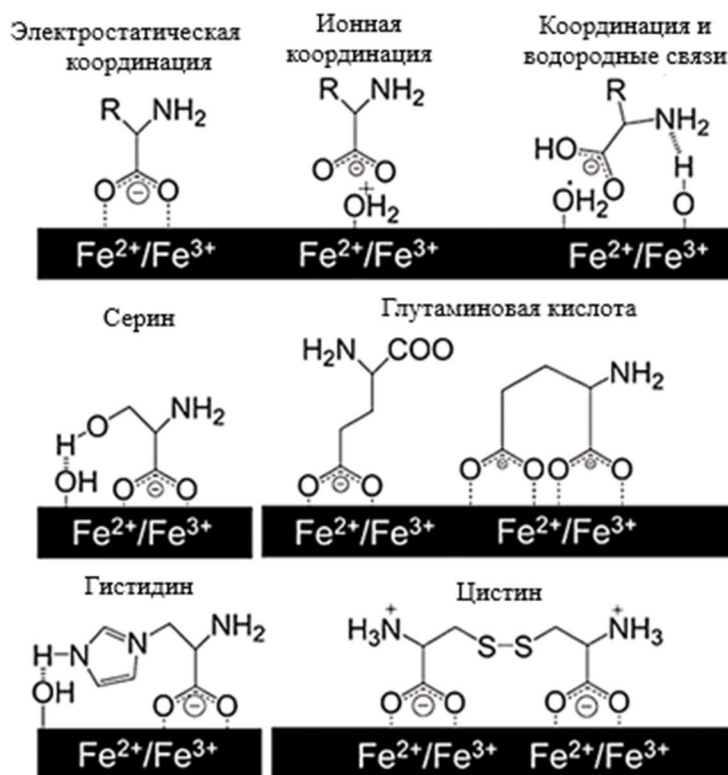 Электростатическая
координация
Ионная
координация
Координация и
водородные связи
R NH₂
O ⊖ O
Fe²⁺/Fe³⁺
R NH₂
O ⊖ O
+
OH₂
Fe²⁺/Fe³⁺
R
NH₂
HO ⊖ O
H
OH₂ O
Fe²⁺/Fe³⁺
Серин
O NH₂
H
OH O ⊖ O
Fe²⁺/Fe³⁺
Глутаминовая кислота
H₂N COO
O ⊖ O
Fe²⁺/Fe³⁺
NH₂
O ⊖ O O ⊖ O
Fe²⁺/Fe³⁺
Гистидин
H N N NH₂
OH O ⊖ O
Fe²⁺/Fe³⁺
Цистин
H₃N⁺ S S ⁺NH₃
O ⊖ O O ⊖ O
Fe²⁺/Fe³⁺ Fe²⁺/Fe³⁺